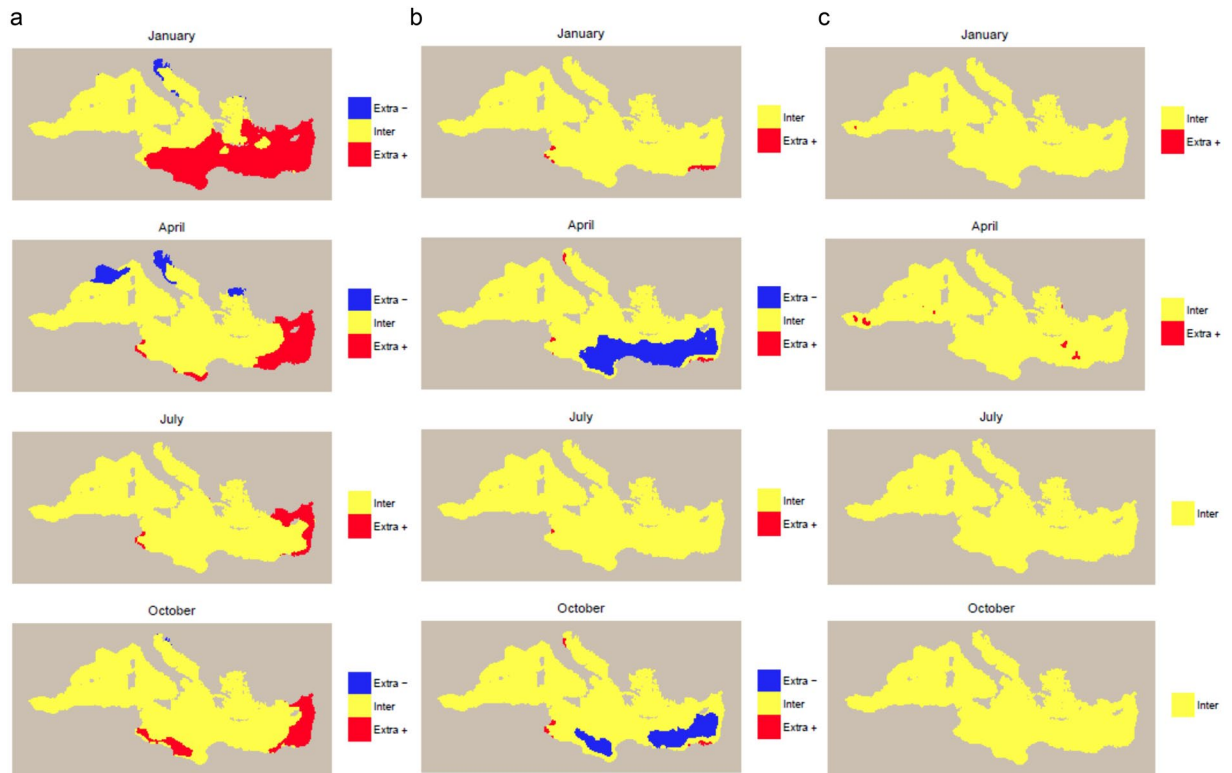 a
January
Extra −
Inter
Extra +
April
Extra −
Inter
Extra +
July
Inter
Extra +
October
Extra −
Inter
Extra +
b
January
Inter
Extra +
April
Extra −
Inter
Extra +
July
Inter
Extra +
October
Extra −
Inter
Extra +
c
January
Inter
Extra +
April
Inter
Extra +
July
Inter
October
Inter